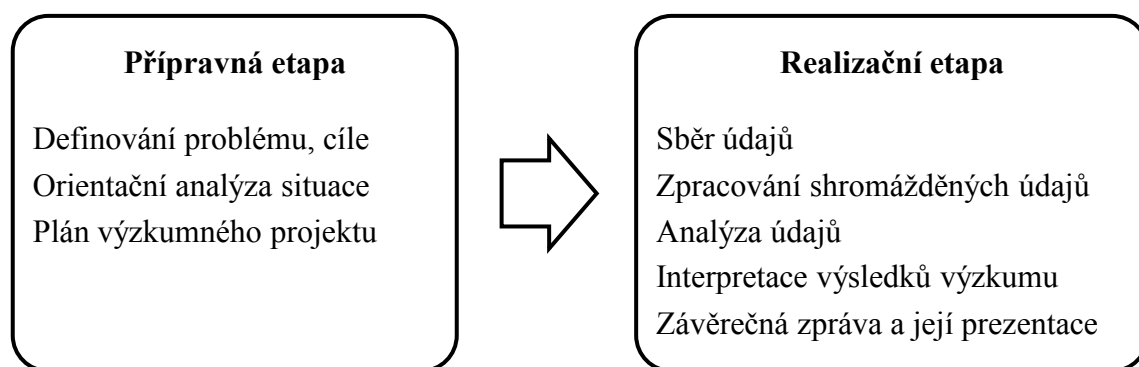 Přípravná etapa
Definování problému, cíle
Orientační analýza situace
Plán výzkumného projektu
Realizační etapa
Sběr údajů
Zpracování shromážděných údajů
Analýza údajů
Interpretace výsledků výzkumu
Závěrečná zpráva a její prezentace